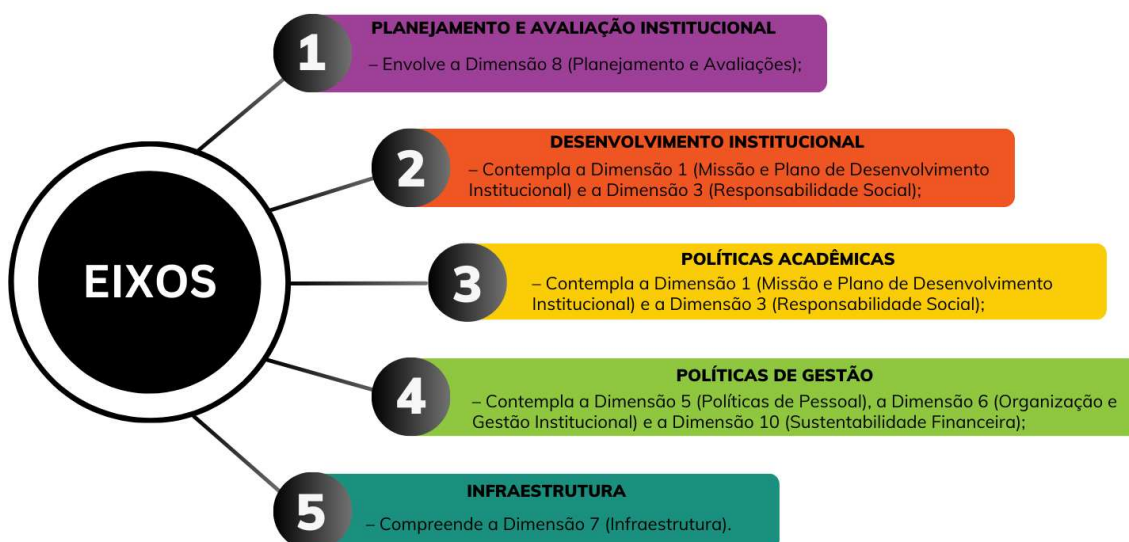 1
PLANEJAMENTO E AVALIAÇÃO INSTITUCIONAL
– Envolve a Dimensão 8 (Planejamento e Avaliações);
2
DESENVOLVIMENTO INSTITUCIONAL
– Contempla a Dimensão 1 (Missão e Plano de Desenvolvimento
Institucional) e a Dimensão 3 (Responsabilidade Social);
EIXOS
3
POLÍTICAS ACADÊMICAS
– Contempla a Dimensão 1 (Missão e Plano de Desenvolvimento
Institucional) e a Dimensão 3 (Responsabilidade Social);
4
POLÍTICAS DE GESTÃO
– Contempla a Dimensão 5 (Políticas de Pessoal), a Dimensão 6 (Organização e
Gestão Institucional) e a Dimensão 10 (Sustentabilidade Financeira);
5
INFRAESTRUTURA
– Compreende a Dimensão 7 (Infraestrutura).